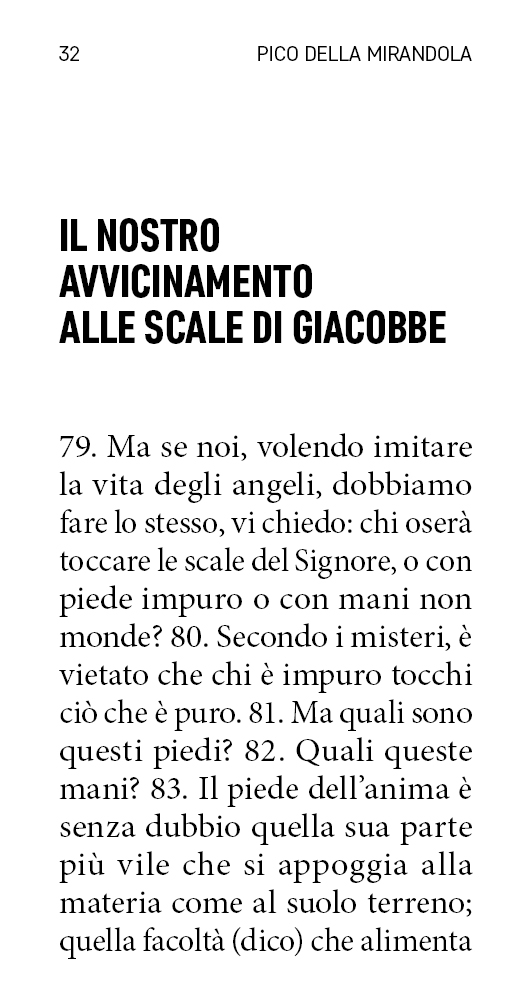 32 PICO DELLA MIRANDOLA
IL NOSTRO
AVVICINAMENTO
ALLE SCALE DI GIACOBBE
79. Ma se noi, volendo imitare
la vita degli angeli, dobbiamo
fare lo stesso, vi chiedo: chi oserà
toccare le scale del Signore, o con
piede impuro o con mani non
monde? 80. Secondo i misteri, è
vietato che chi è impuro tocchi
ciò che è puro. 81. Ma quali sono
questi piedi? 82. Quali queste
mani? 83. Il piede dell’anima è
senza dubbio quella sua parte
più vile che si appoggia alla
materia come al suolo terreno;
quella facoltà (dico) che alimenta